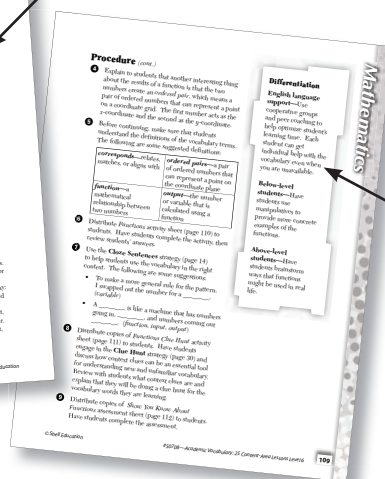 Procedure (cont.)
4 Explain to students that another interesting thing
about the results of a function is that the two
numbers create an ordered pair, which means a
pair of ordered numbers that can represent a point
on a coordinate grid. The first number acts as the
x-coordinate and the second as the y-coordinate.
5 Before continuing, make sure that students
understand the definitions of the vocabulary terms.
The following are some suggested definitions:
corresponds—relates,
matches, or aligns with
ordered pairs—a pair
of ordered numbers that
can represent a point on
the coordinate plane
function—a
mathematical
relationship between
two numbers
output—the number
or variable that is
calculated using a
function
6 Distribute Functions activity sheet (page 110) to
students. Have students complete the activity, then
review students' answers.
7 Use the Cloze Sentences strategy (page 14)
to help students use the vocabulary in the right
context. The following are some suggestions:
• To make a more general rule for the pattern,
I swapped out the number for a ______.
(variable)
• A ______ is like a machine that has numbers
going in, ______, and numbers coming out
______. (function, input, output)
8 Distribute copies of Functions Clue Hunt activity
sheet (page 111) to students. Have students
engage in the Clue Hunt strategy (page 30) and
discuss how context clues can be an essential tool
for understanding new and unfamiliar vocabulary.
Review with students what context clues are and
explain that they will be doing a clue hunt for the
vocabulary words they are learning.
9 Distribute copies of Show You Know About
Functions assessment sheet (page 112) to students.
Have students complete the assessment.
Differentiation
English language
support—Use
cooperative groups
and peer coaching to
help optimize student's
learning time. Each
student can get
individual help with the
vocabulary even when
you are unavailable.
Below-level
students—Have
students use
manipulatives to
provide some concrete
examples of the
functions.
Above-level
students—Have
students brainstorm
ways that functions
might be used in real
life.
Mathematics
© Shell Education
#50708—Academic Vocabulary: 25 Content-Area Lessons Level 6
109